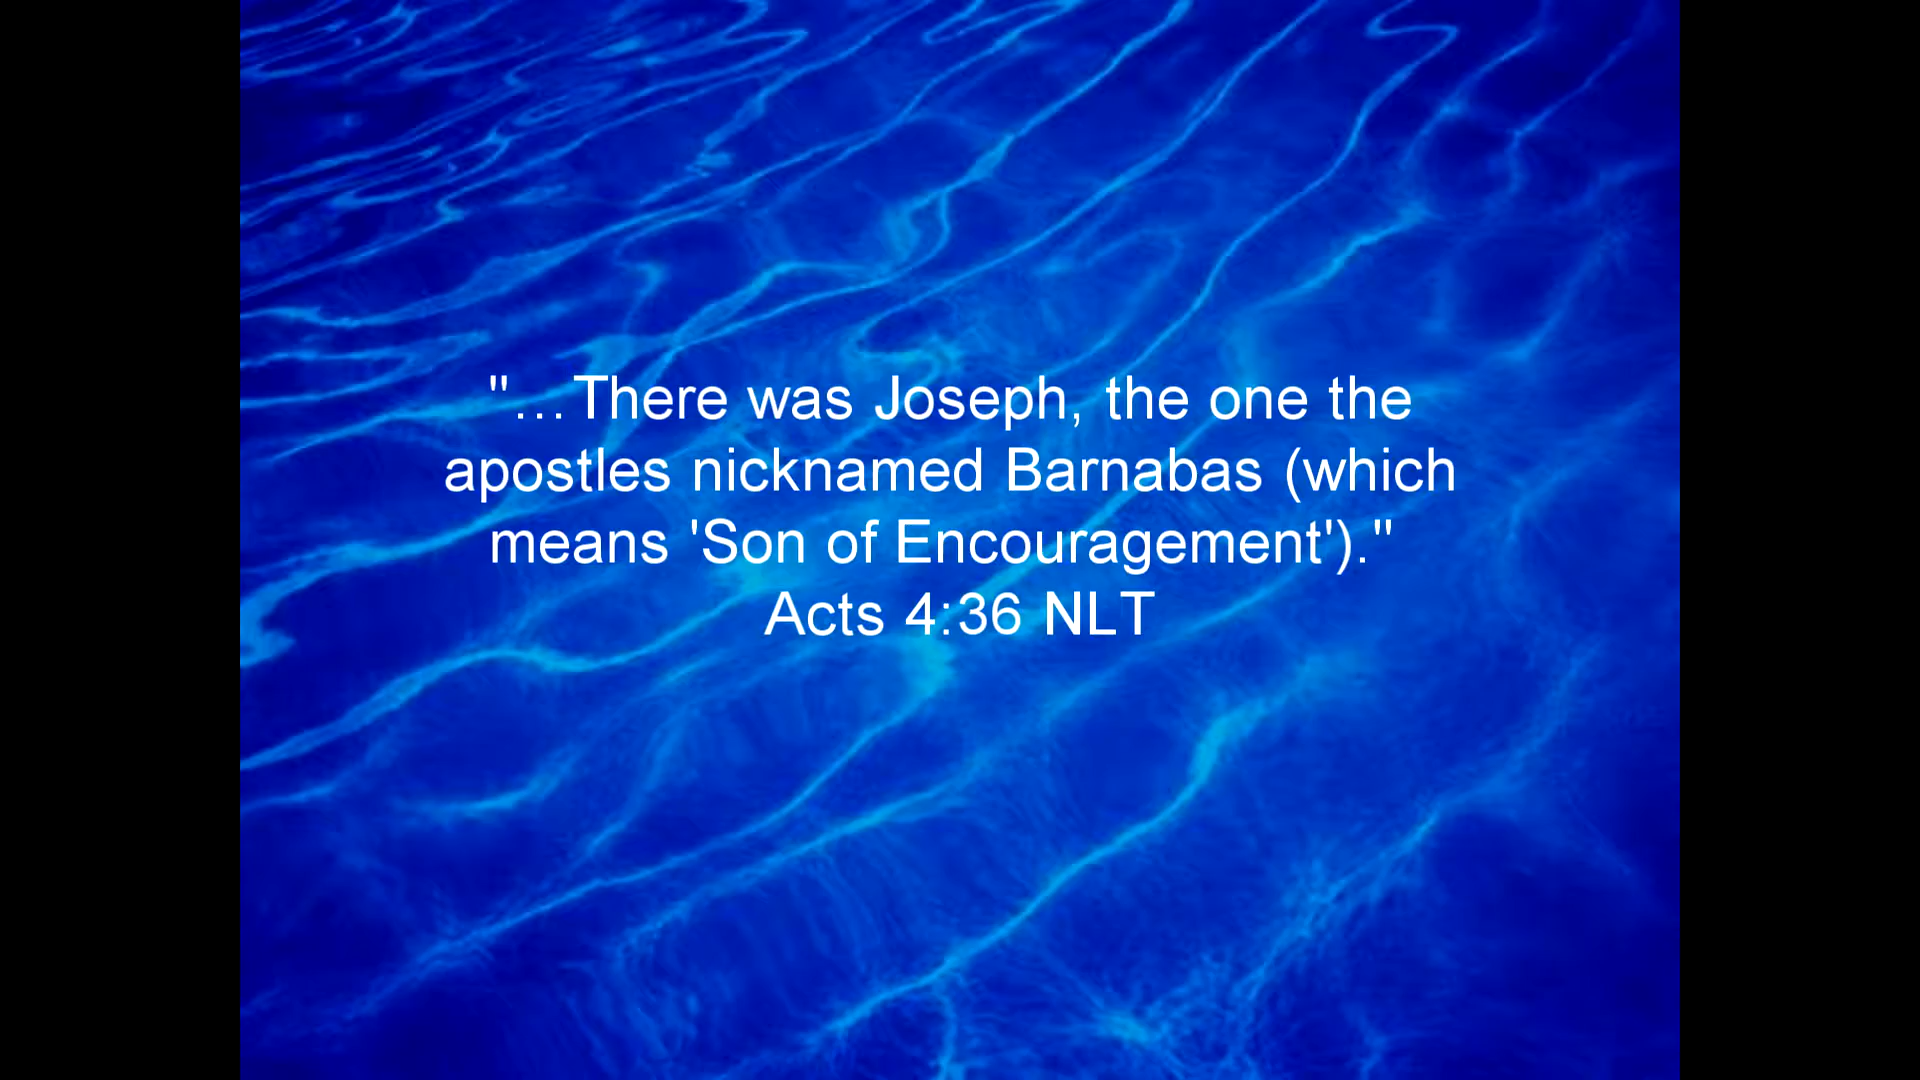 "…There was Joseph, the one the
apostles nicknamed Barnabas (which
means 'Son of Encouragement')."
Acts 4:36 NLT